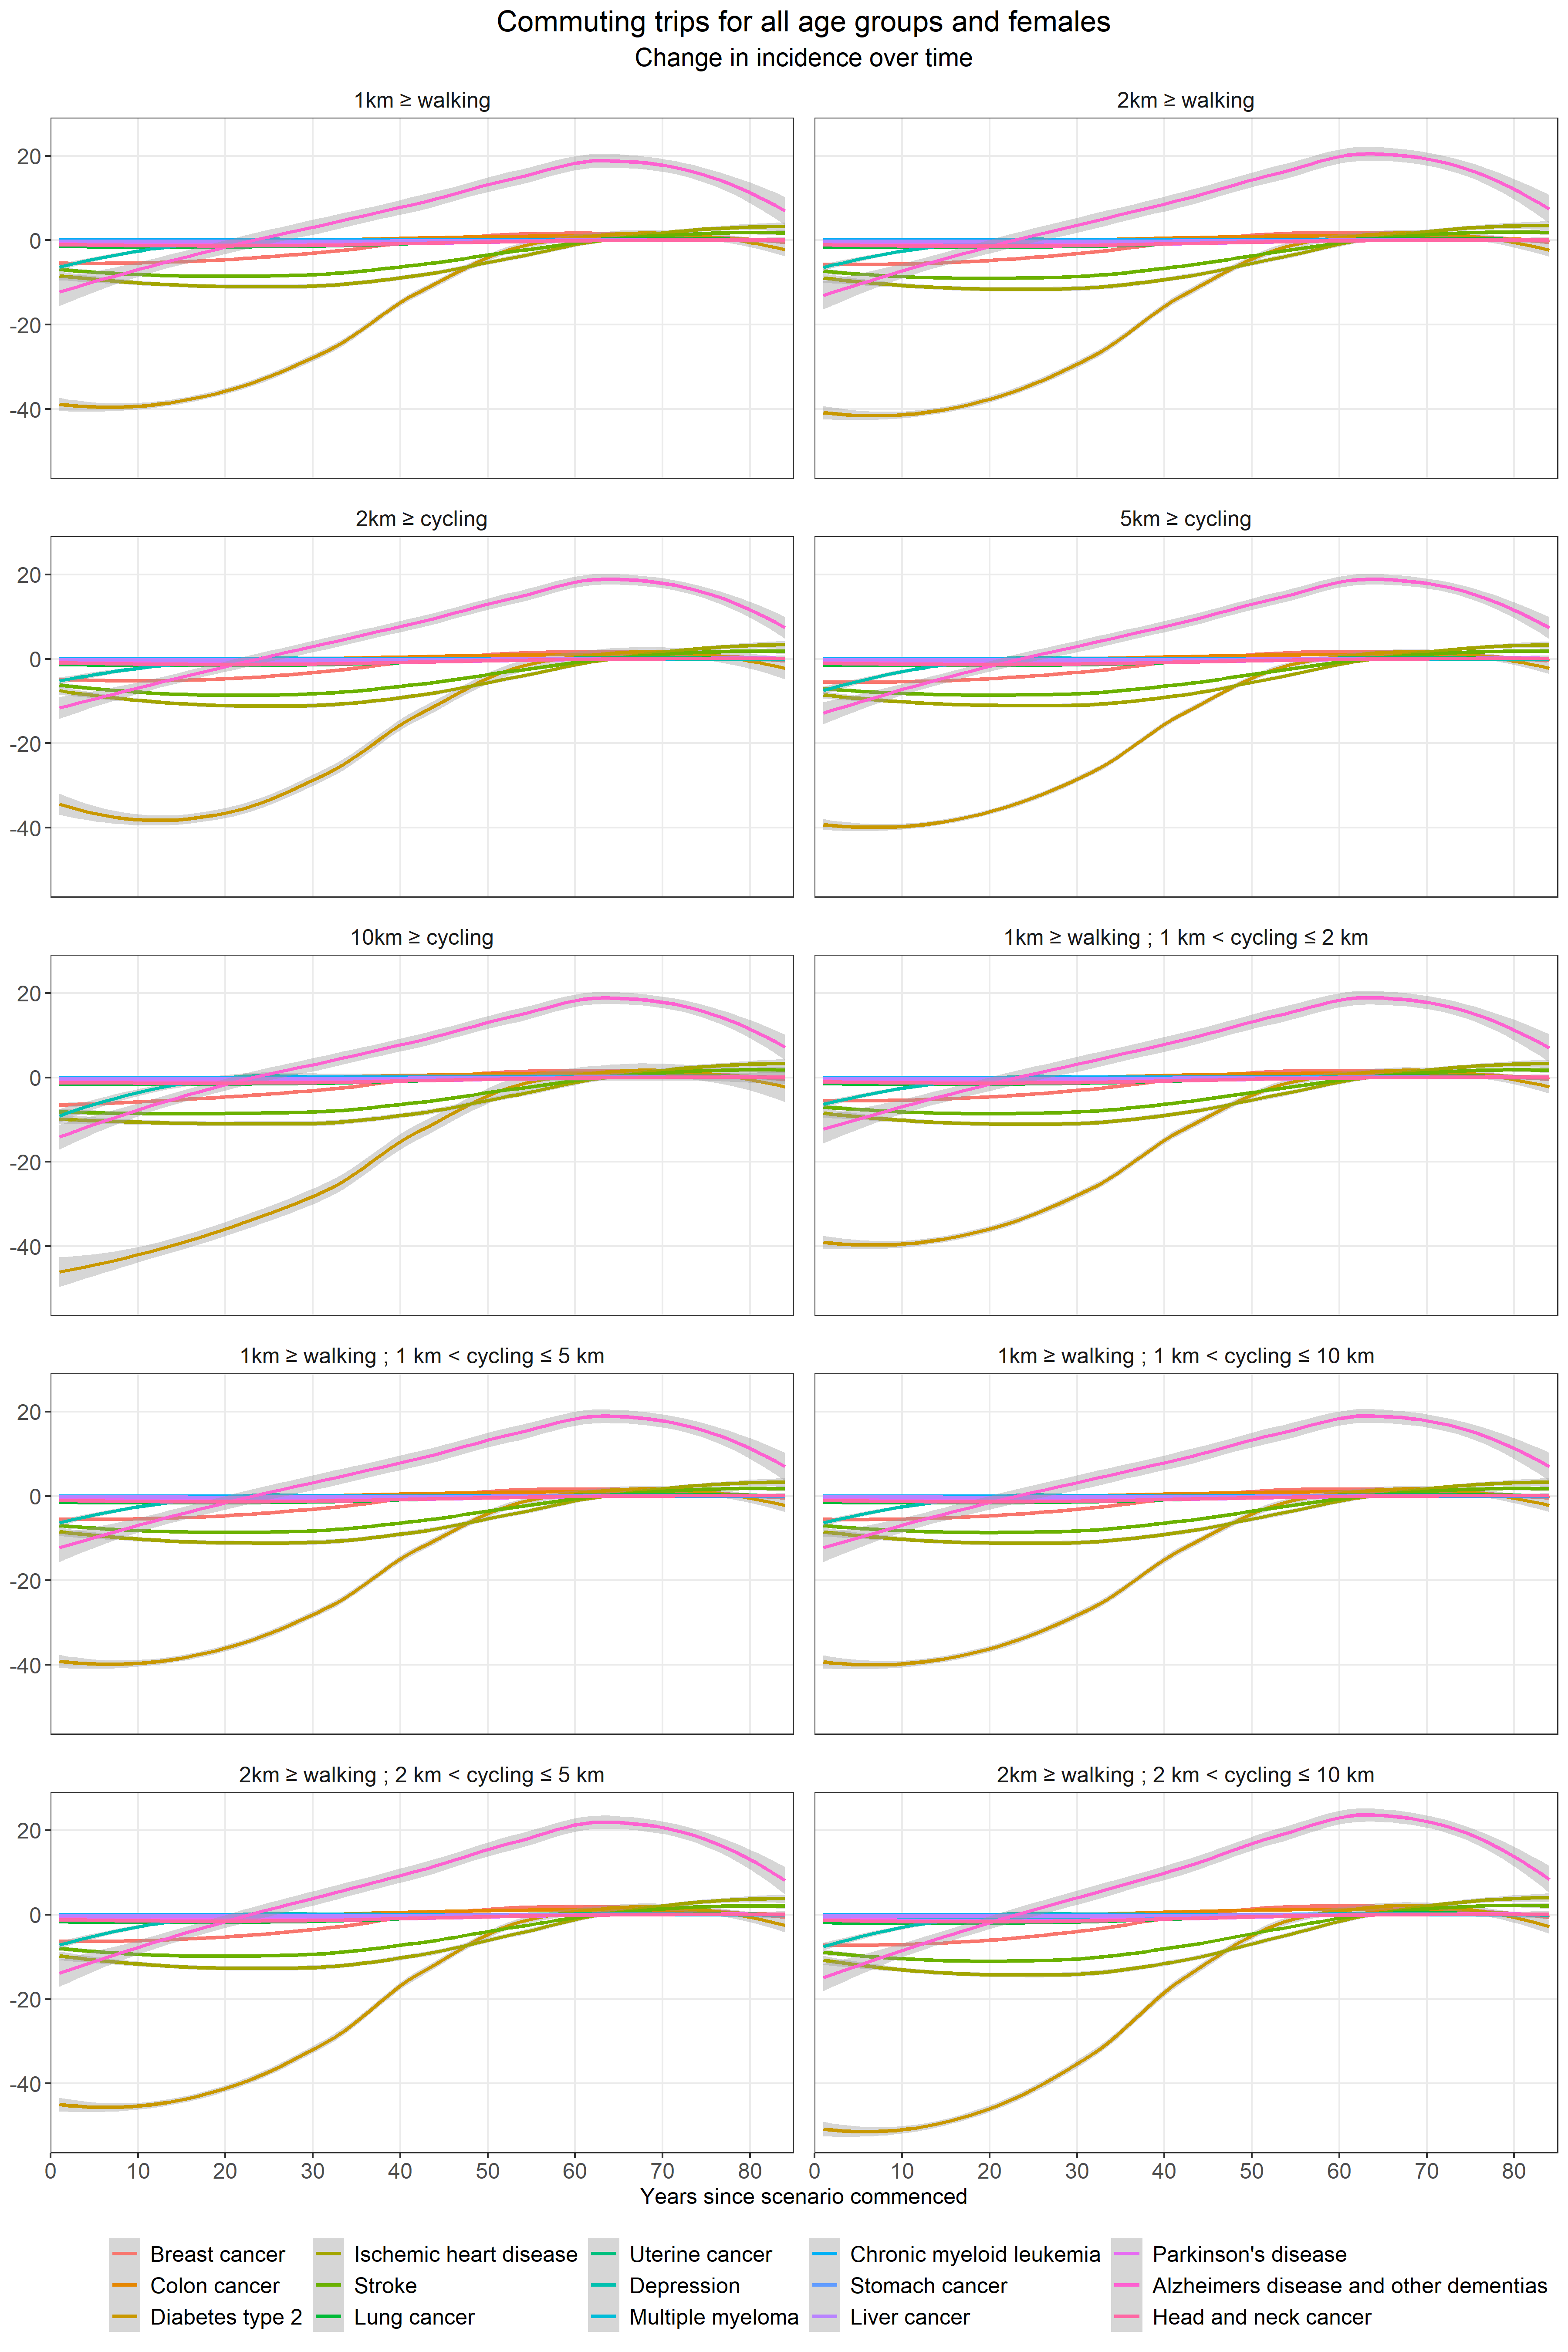 Commuting trips for all age groups and females
Change in incidence over time
1km ≥ walking
2km ≥ walking
20
0
-20
-40
2km ≥ cycling
5km ≥ cycling
20
0
-20
-40
10km ≥ cycling
1km ≥ walking ; 1 km < cycling ≤ 2 km
20
0
-20
-40
1km ≥ walking ; 1 km < cycling ≤ 5 km
1km ≥ walking ; 1 km < cycling ≤ 10 km
20
0
-20
-40
2km ≥ walking ; 2 km < cycling ≤ 5 km
2km ≥ walking ; 2 km < cycling ≤ 10 km
20
0
-20
-40
0 10 20 30 40 50 60 70 80
0 10 20 30 40 50 60 70 80
Years since scenario commenced
Breast cancer
Colon cancer
Diabetes type 2
Ischemic heart disease
Stroke
Lung cancer
Uterine cancer
Depression
Multiple myeloma
Chronic myeloid leukemia
Stomach cancer
Liver cancer
Parkinson's disease
Alzheimers disease and other dementias
Head and neck cancer